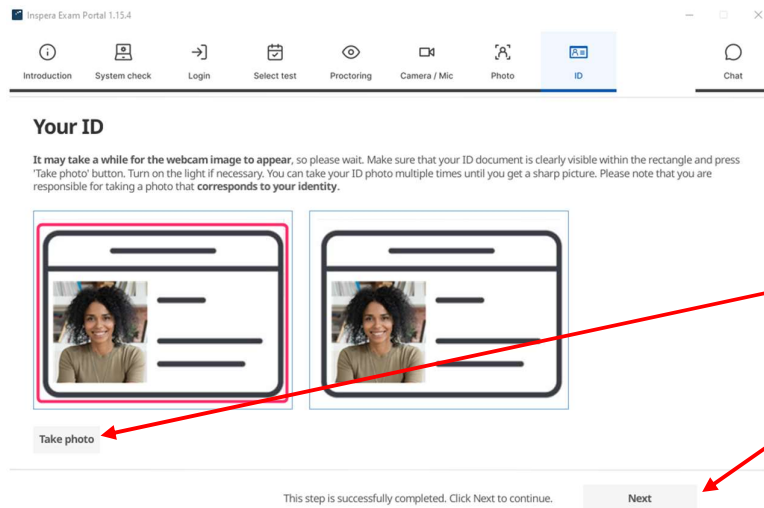 Inspera Exam Portal 1.15.4
Introduction System check Login Select test Proctoring Camera / Mic Photo ID Chat
Your ID
It may take a while for the webcam image to appear, so please wait. Make sure that your ID document is clearly visible within the rectangle and press
'Take photo' button. Turn on the light if necessary. You can take your ID photo multiple times until you get a sharp picture. Please note that you are
responsible for taking a photo that corresponds to your identity.
Take photo
This step is successfully completed. Click Next to continue.
Next